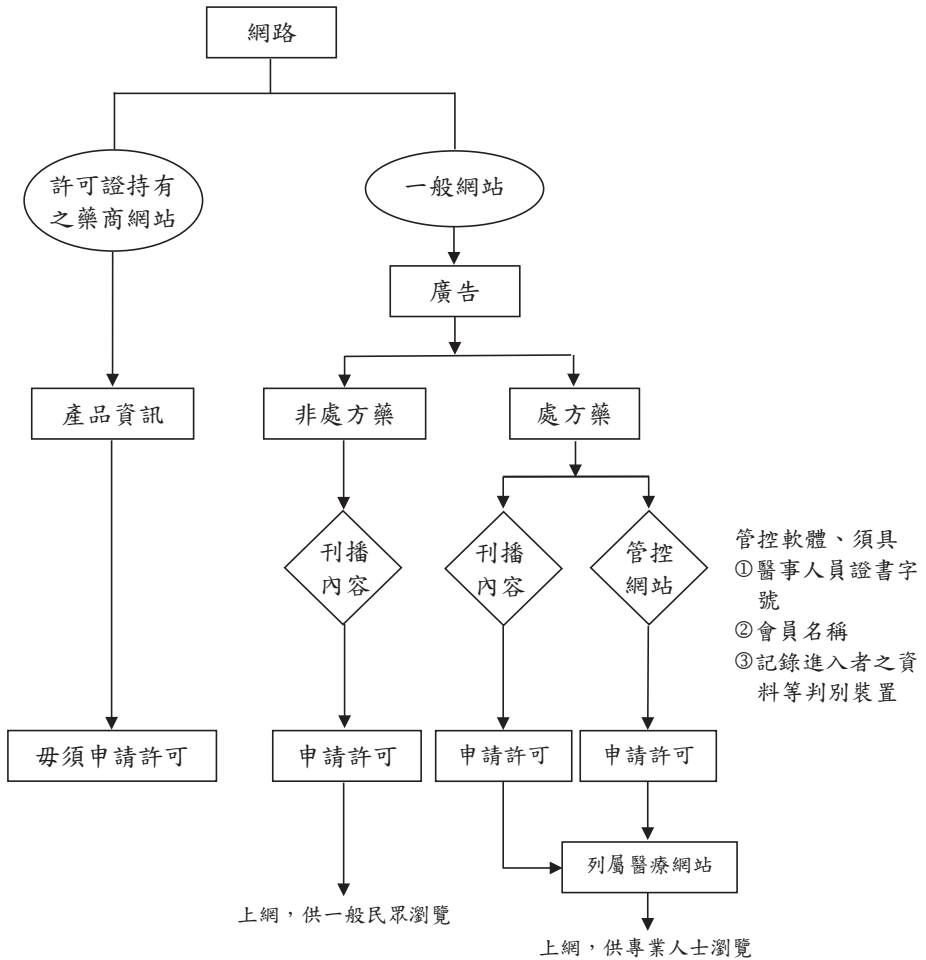 網路
許可證持有
之藥商網站
一般網站
廣告
產品資訊
非處方藥
處方藥
刊播
內容
刊播
內容
管控
網站
管控軟體、須具
①醫事人員證書字
號
②會員名稱
③記錄進入者之資
料等判別裝置
毋須申請許可
申請許可
申請許可
申請許可
列屬醫療網站
上網，供一般民眾瀏覽
上網，供專業人士瀏覽